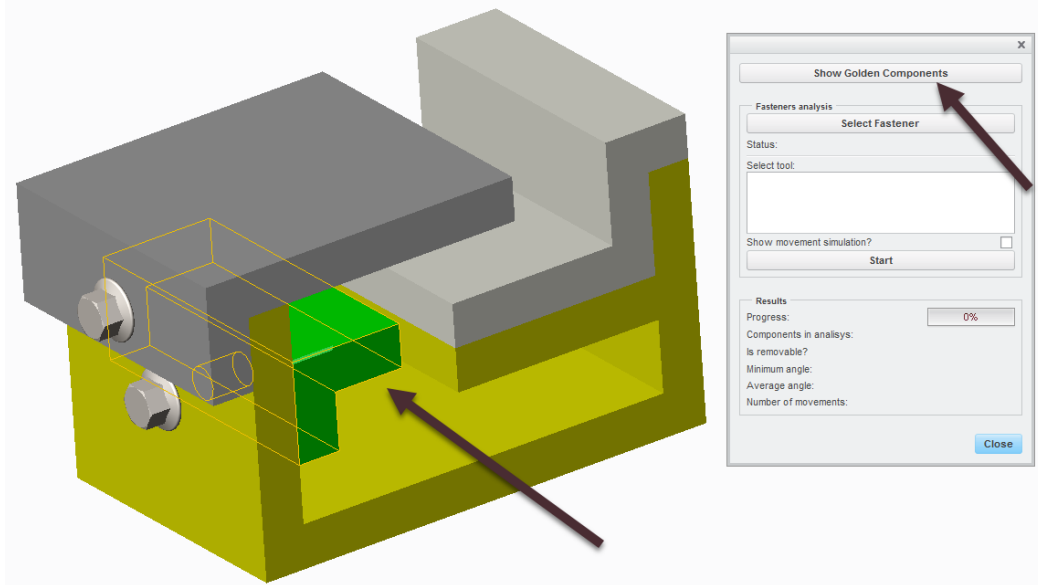 x
Show Golden Components
Fasteners analysis
Select Fastener
Status:
Select tool:
Show movement simulation?
Start
Results
Progress: 0%
Components in analisys:
Is removable?
Minimum angle:
Average angle:
Number of movements:
Close